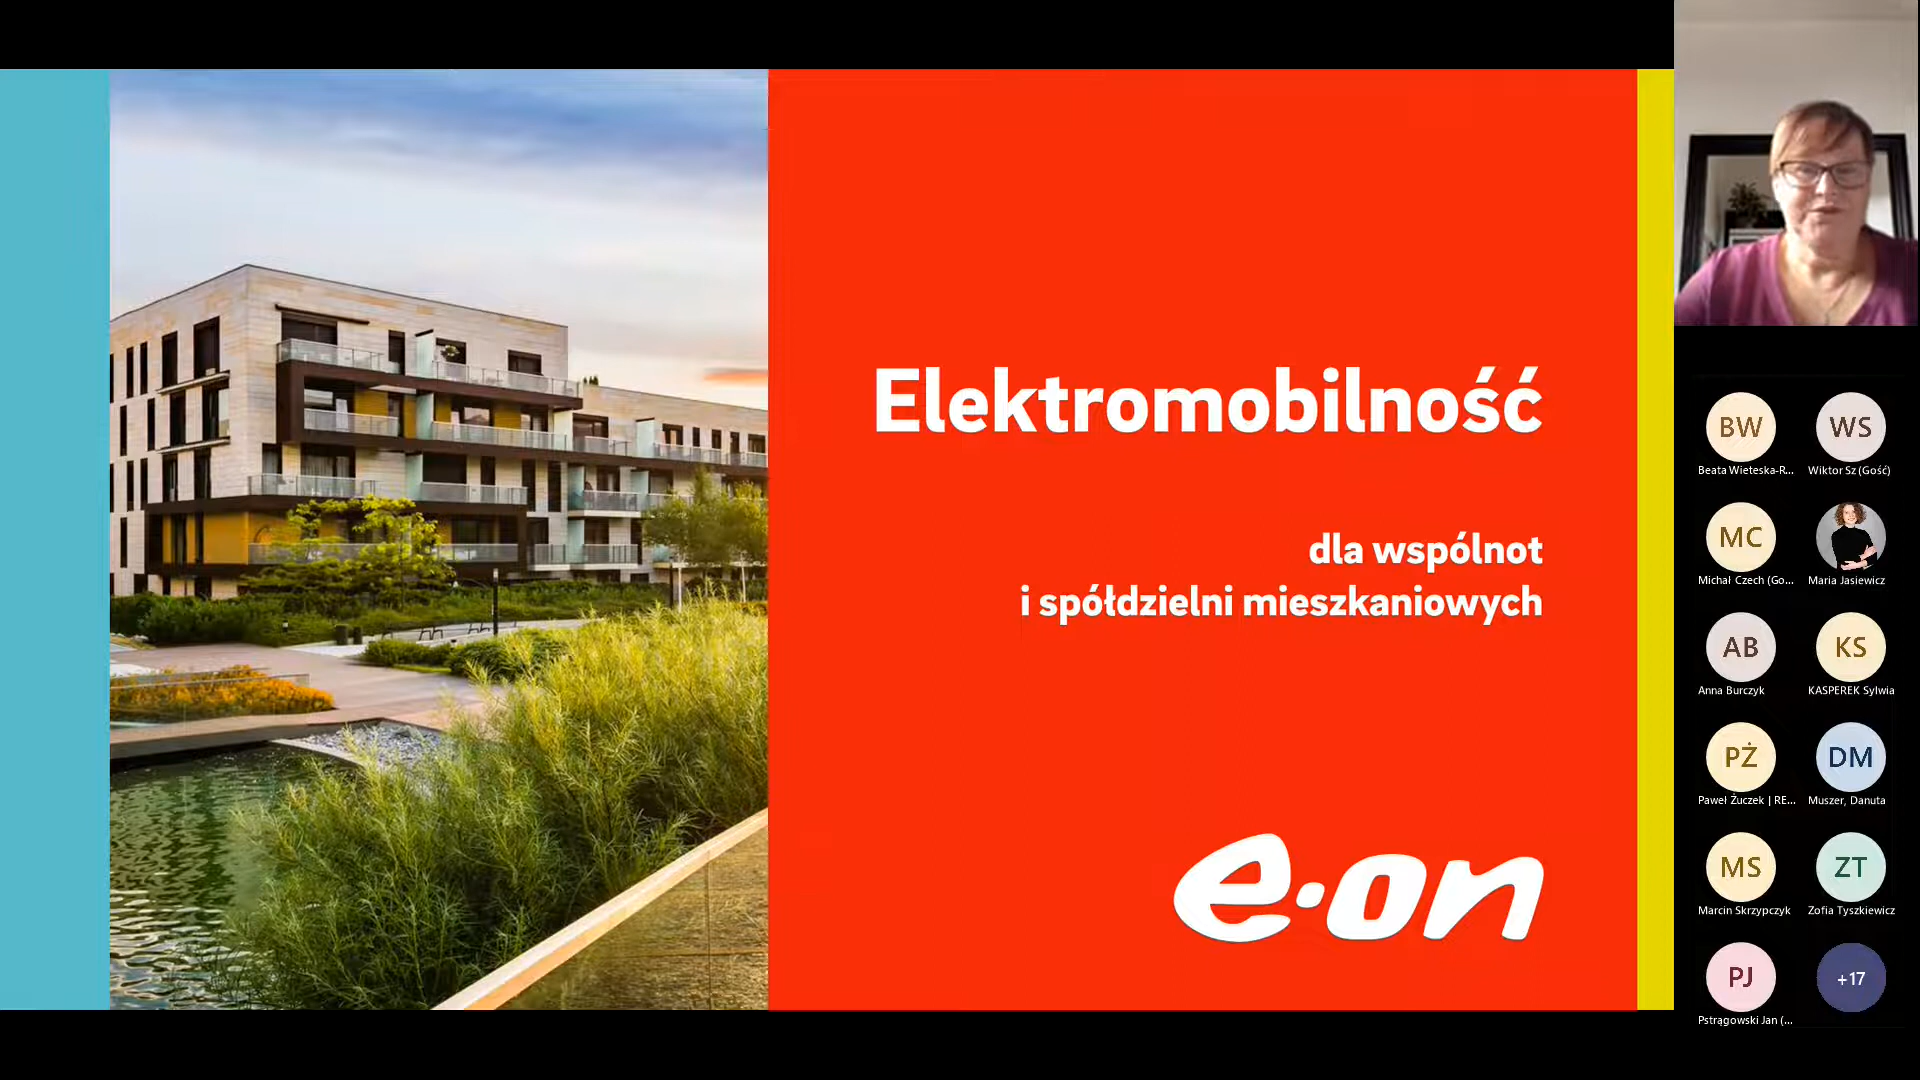 Elektromobilność
dla wspólnot
i spółdzielni mieszkaniowych
e·on
BW
WS
Beata Wieteska-R...
Wiktor Sz (Gość)
MC
Michał Czech (Go...
Maria Jasiewicz
AB
KS
Anna Burczyk
KASPEREK Sylwia
PŻ
DM
Paweł Żuczek | RE...
Muszer, Danuta
MS
ZT
Marcin Skrzypczyk
Zofia Tyszkiewicz
PJ
+17
Pstrągowski Jan (...